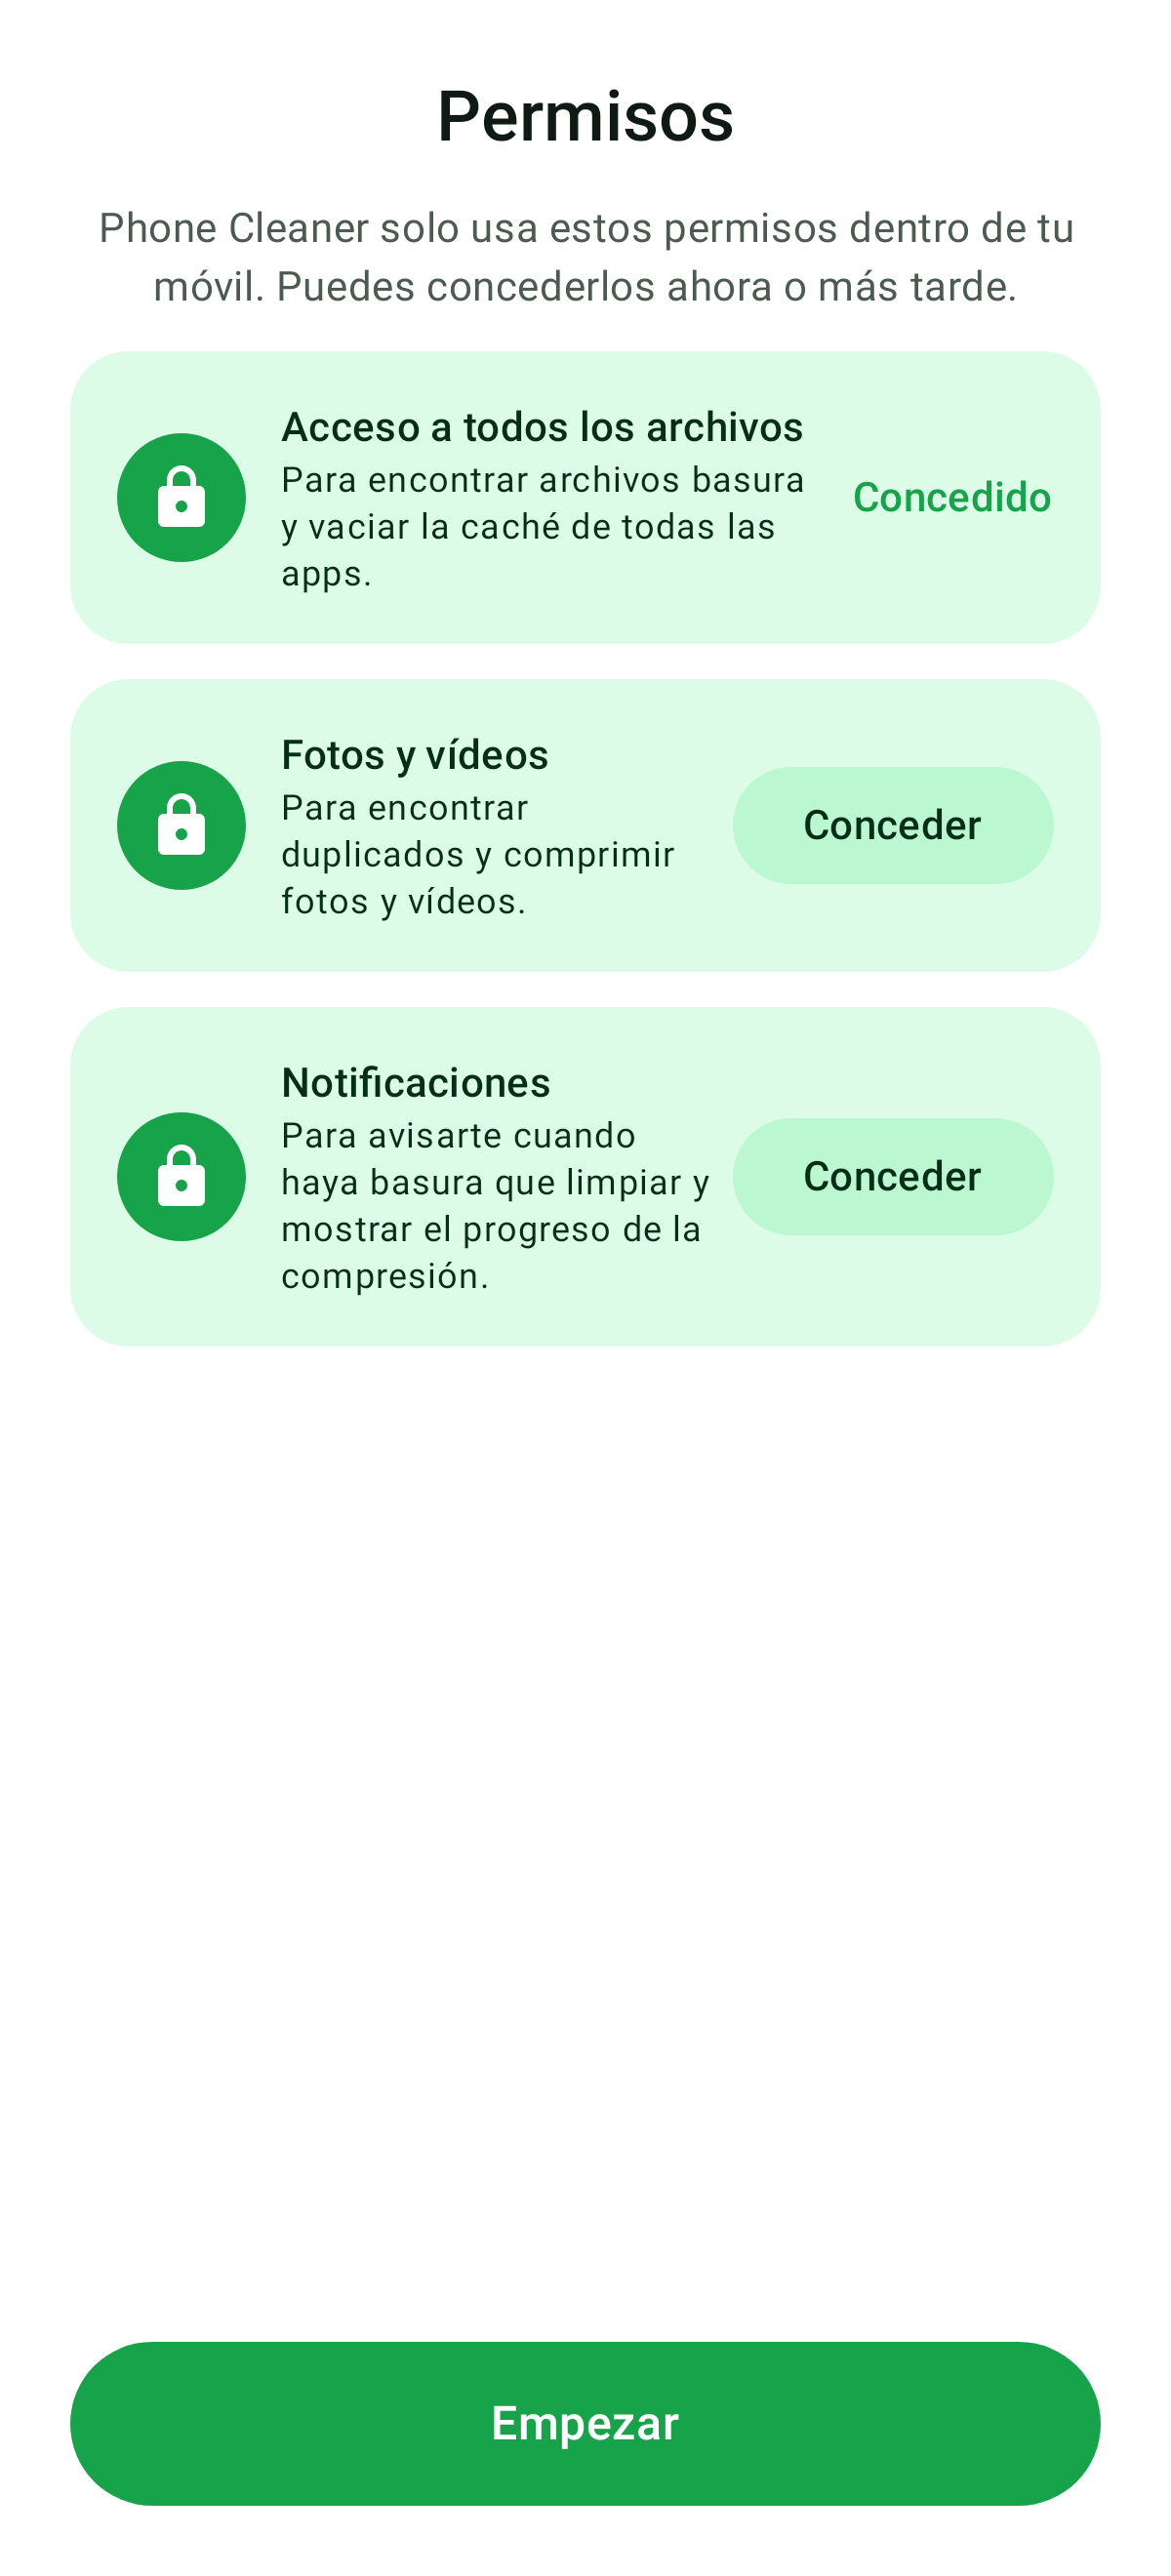 Permisos
Phone Cleaner solo usa estos permisos dentro de tu
móvil. Puedes concederlos ahora o más tarde.
Acceso a todos los archivos
Para encontrar archivos basura
y vaciar la caché de todas las
apps.
Concedido
Fotos y vídeos
Para encontrar
duplicados y comprimir
fotos y vídeos.
Conceder
Notificaciones
Para avisarte cuando
haya basura que limpiar y
mostrar el progreso de la
compresión.
Conceder
Empezar